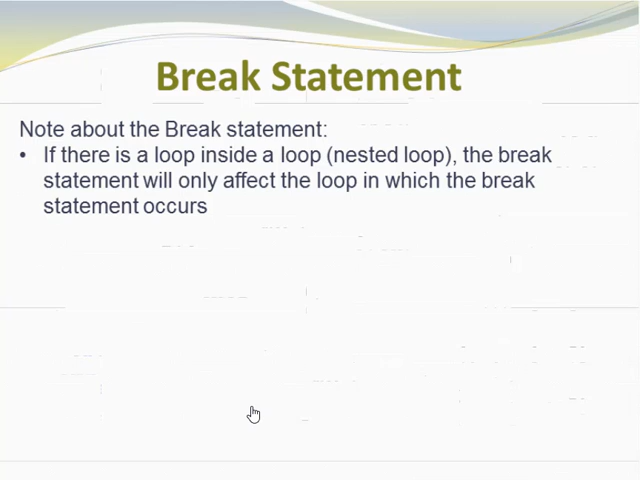 Break Statement
Note about the Break statement:
• If there is a loop inside a loop (nested loop), the break
statement will only affect the loop in which the break
statement occurs